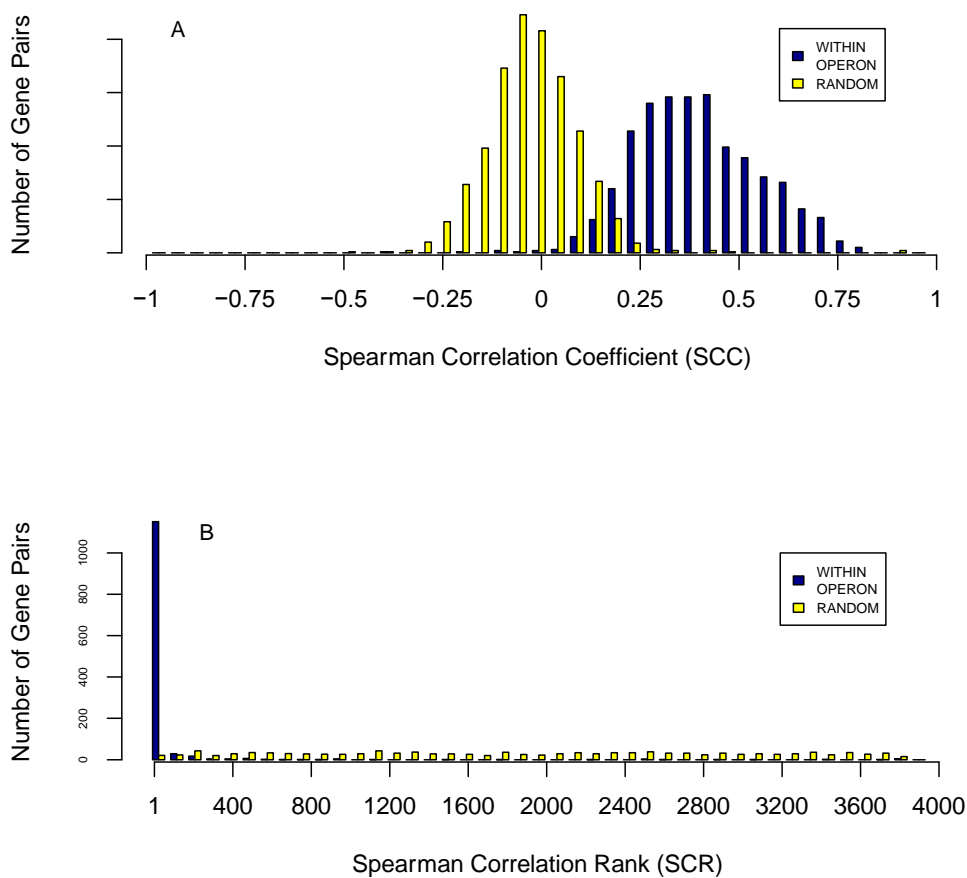 A
Number of Gene Pairs
WITHIN
OPERON
RANDOM
−1 −0.75 −0.5 −0.25 0 0.25 0.5 0.75 1
Spearman Correlation Coefficient (SCC)
B
Number of Gene Pairs
1000
800
600
400
200
0
WITHIN
OPERON
RANDOM
1 400 800 1200 1600 2000 2400 2800 3200 3600 4000
Spearman Correlation Rank (SCR)